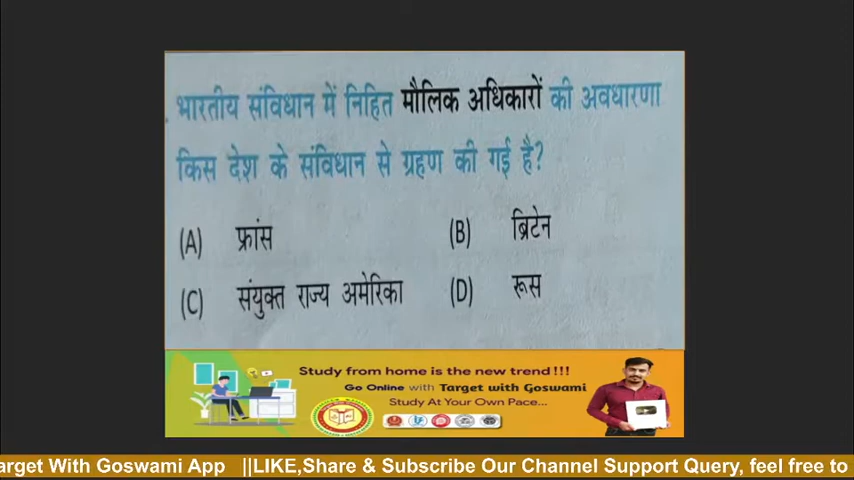 भारतीय संविधान में निहित मौलिक अधिकारों की अवधारणा
किस देश के संविधान से ग्रहण की गई है?
(A) फ्रांस (B) ब्रिटेन
(C) संयुक्त राज्य अमेरिका (D) रूस
Study from home is the new trend !!!
Go Online with Target with Goswami
Study At Your Own Pace...
arget With Goswami App ||LIKE,Share & Subscribe Our Channel Support Query, feel free to